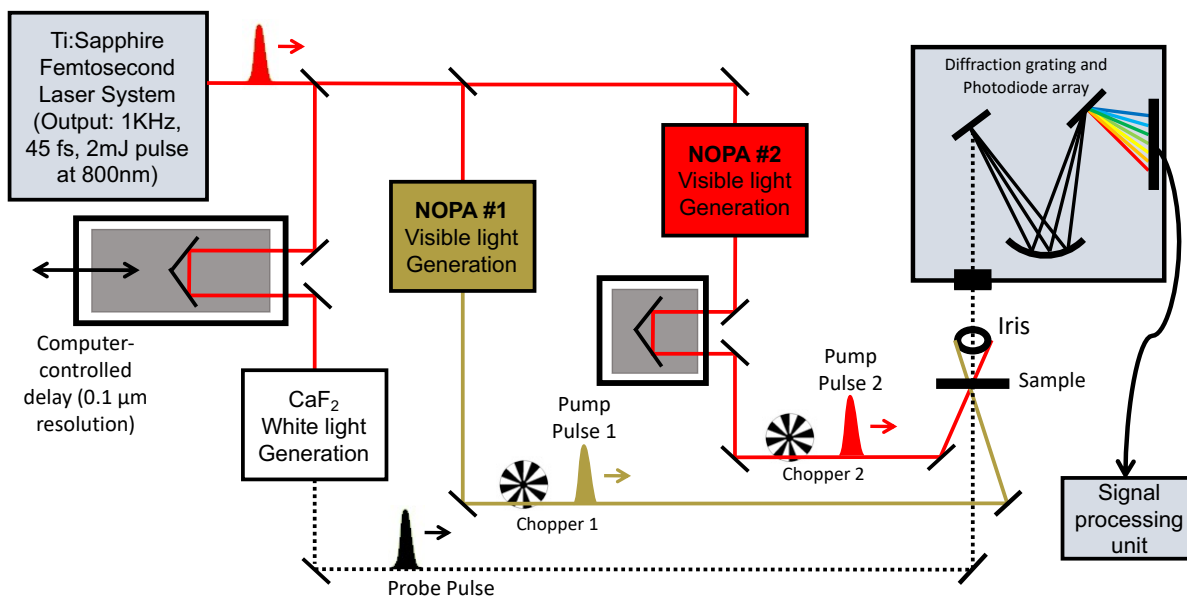 Ti:Sapphire
Femtosecond
Laser System
(Output: 1KHz,
45 fs, 2mJ pulse
at 800nm)
Diffraction grating and
Photodiode array
NOPA #2
Visible light
Generation
NOPA #1
Visible light
Generation
Computer-
controlled
delay (0.1 µm
resolution)
CaF₂
White light
Generation
Iris
Sample
Pump
Pulse 2
Pump
Pulse 1
Chopper 2
Chopper 1
Signal
processing
unit
Probe Pulse